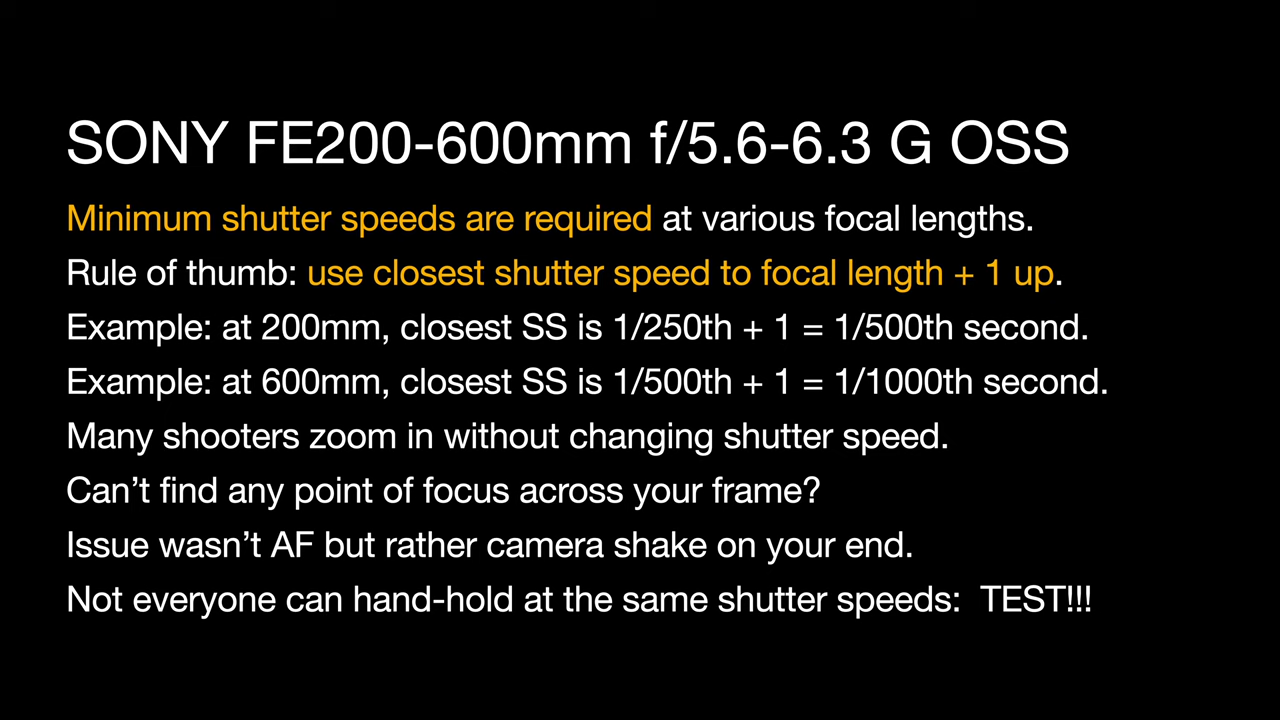 SONY FE200-600mm f/5.6-6.3 G OSS
Minimum shutter speeds are required at various focal lengths.
Rule of thumb: use closest shutter speed to focal length + 1 up.
Example: at 200mm, closest SS is 1/250th + 1 = 1/500th second.
Example: at 600mm, closest SS is 1/500th + 1 = 1/1000th second.
Many shooters zoom in without changing shutter speed.
Can’t find any point of focus across your frame?
Issue wasn’t AF but rather camera shake on your end.
Not everyone can hand-hold at the same shutter speeds:  TEST!!!